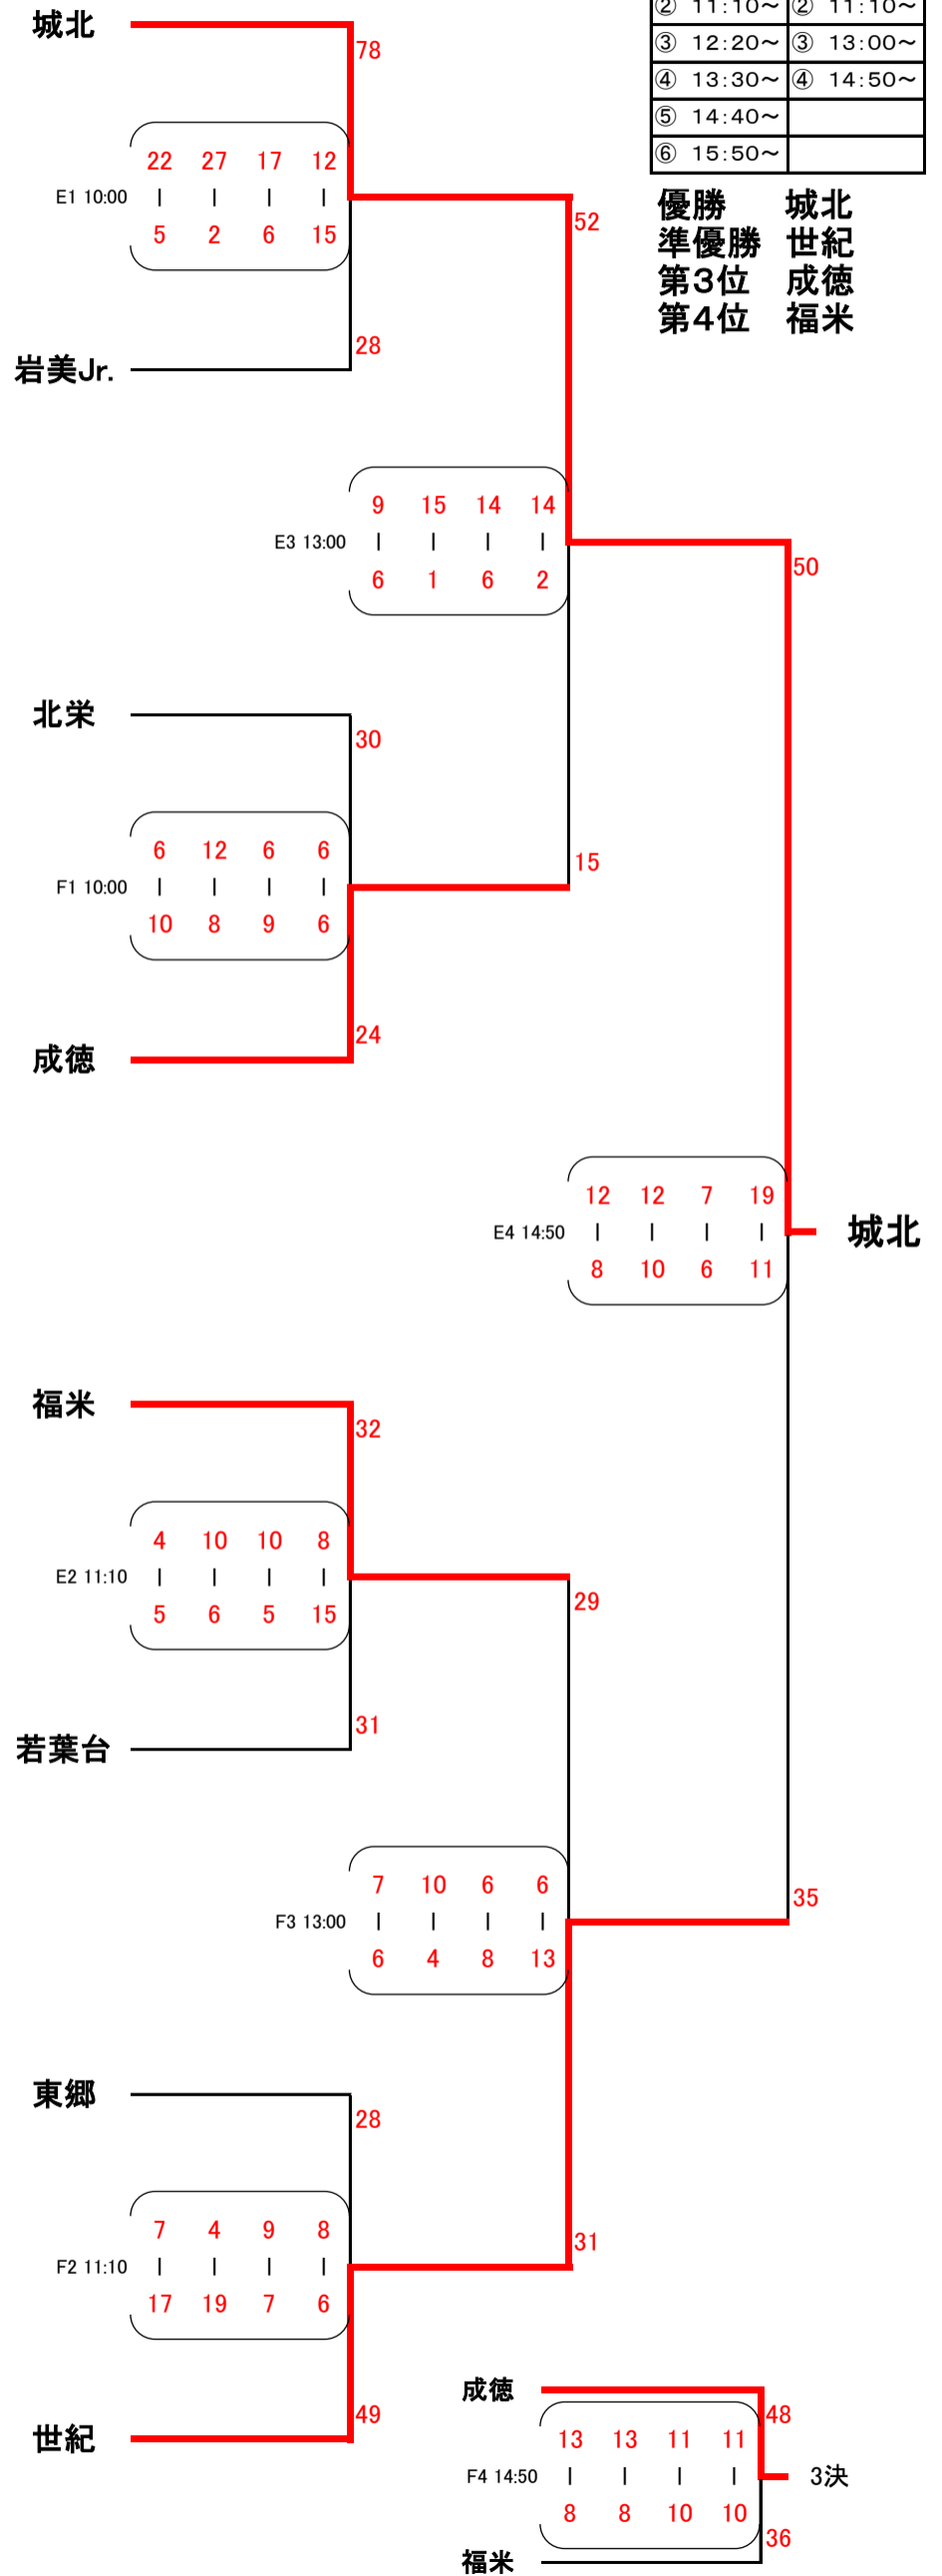 ② 11:10～ ② 11:10～
城北
78
③ 12:20～ ③ 13:00～
④ 13:30～ ④ 14:50～
⑤ 14:40～
⑥ 15:50～
22 27 17 12
E1 10:00 | | | |
5 2 6 15
52
優勝 城北
準優勝 世紀
第3位 成徳
第4位 福米
28
岩美Jr.
9 15 14 14
E3 13:00 | | | |
6 1 6 2
50
北栄
30
6 12 6 6
F1 10:00 | | | |
10 8 9 6
15
24
成徳
12 12 7 19
E4 14:50 | | | |
8 10 6 11
城北
福米
32
4 10 10 8
E2 11:10 | | | |
5 6 5 15
29
31
若葉台
7 10 6 6
F3 13:00 | | | |
6 4 8 13
35
東郷
28
7 4 9 8
F2 11:10 | | | |
17 19 7 6
31
49
世紀
成徳
48
13 13 11 11
F4 14:50 | | | |
8 8 10 10
3決
36
福米